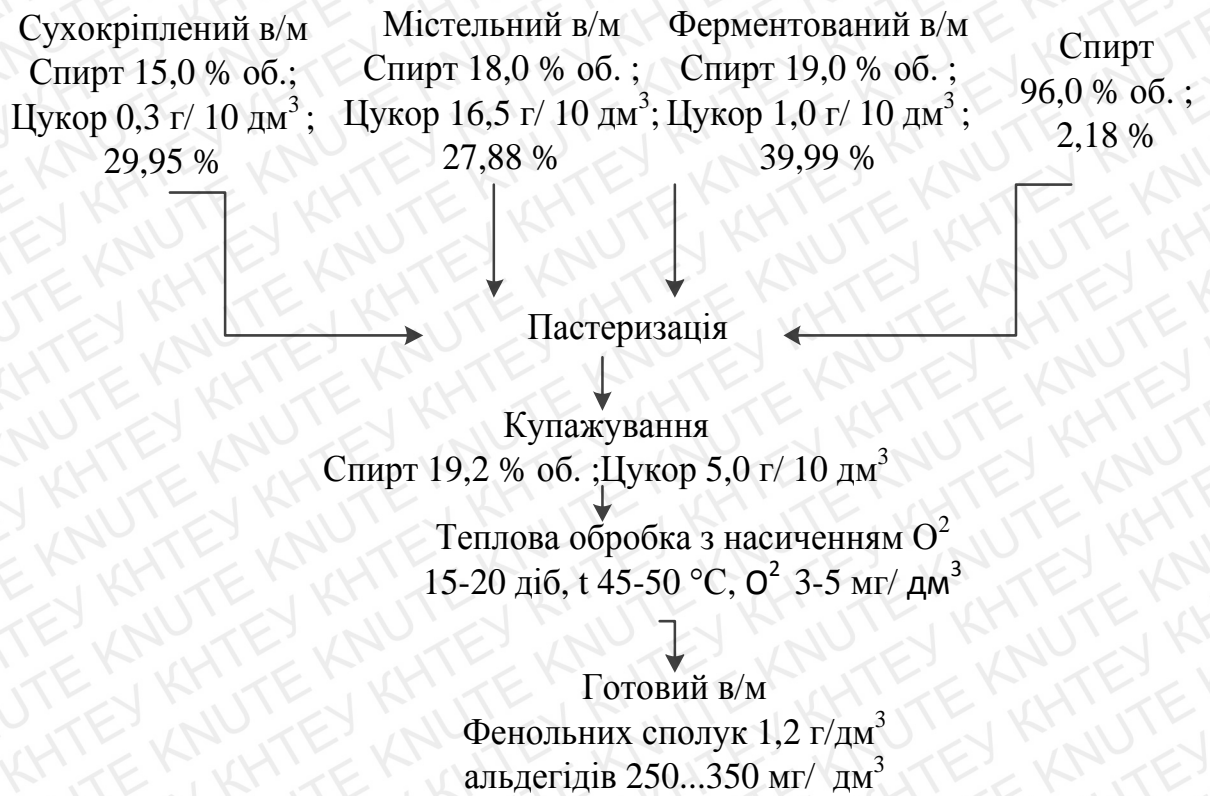 Сухокріплений в/м
Спирт 15,0 % об.;
Цукор 0,3 г/ 10 дм³ ;
29,95 %
Містельний в/м
Спирт 18,0 % об. ;
Цукор 16,5 г/ 10 дм³;
27,88 %
Ферментований в/м
Спирт 19,0 % об. ;
Цукор 1,0 г/ 10 дм³ ;
39,99 %
Спирт
96,0 % об. ;
2,18 %
Пастеризація
Купажування
Спирт 19,2 % об. ;Цукор 5,0 г/ 10 дм³
Теплова обробка з насиченням О²
15-20 діб, t 45-50 °С, О² 3-5 мг/ дм³
Готовий в/м
Фенольних сполук 1,2 г/дм³
альдегідів 250...350 мг/ дм³